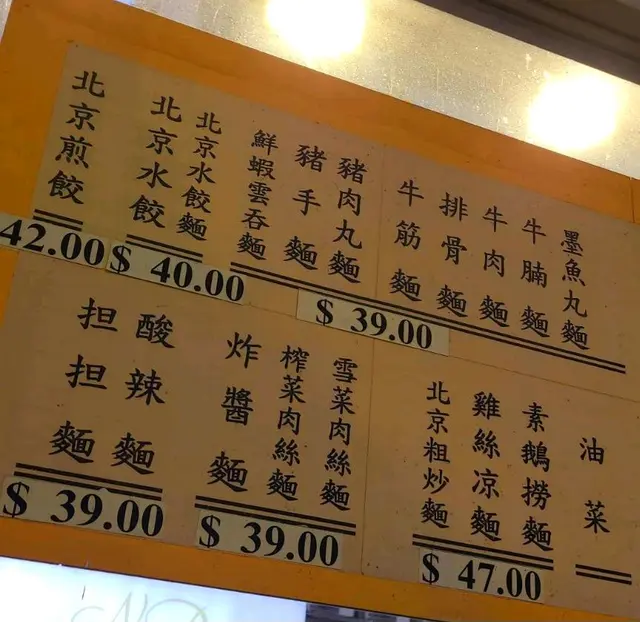 墨魚丸麵
牛腩麵
牛肉麵
排骨麵
牛筋麵
豬肉丸麵
豬手麵
鮮蝦雲吞麵
$ 39.00
北京水餃麵
北京水餃
$ 40.00
北京煎餃
42.00
油菜
素鵝撈麵
雞絲凉麵
北京粗炒麵
$ 47.00
雪菜肉絲麵
榨菜肉絲麵
炸醬麵
$ 39.00
酸辣麵
担担麵
$ 39.00